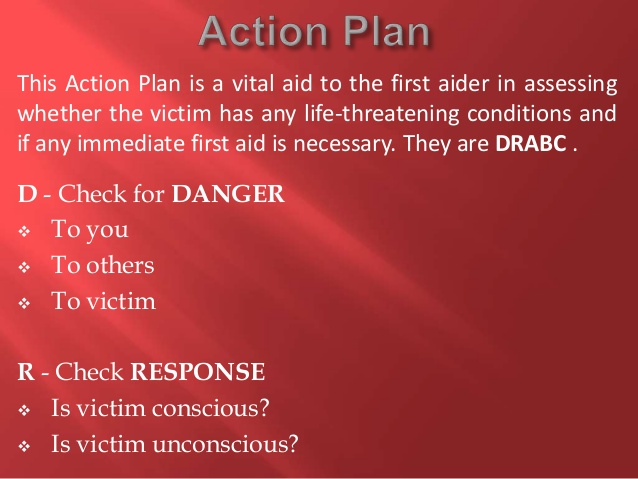 Action Plan
This Action Plan is a vital aid to the first aider in assessing
whether the victim has any life-threatening conditions and
if any immediate first aid is necessary. They are DRABC .
D - Check for DANGER
❖ To you
❖ To others
❖ To victim
R - Check RESPONSE
❖ Is victim conscious?
❖ Is victim unconscious?